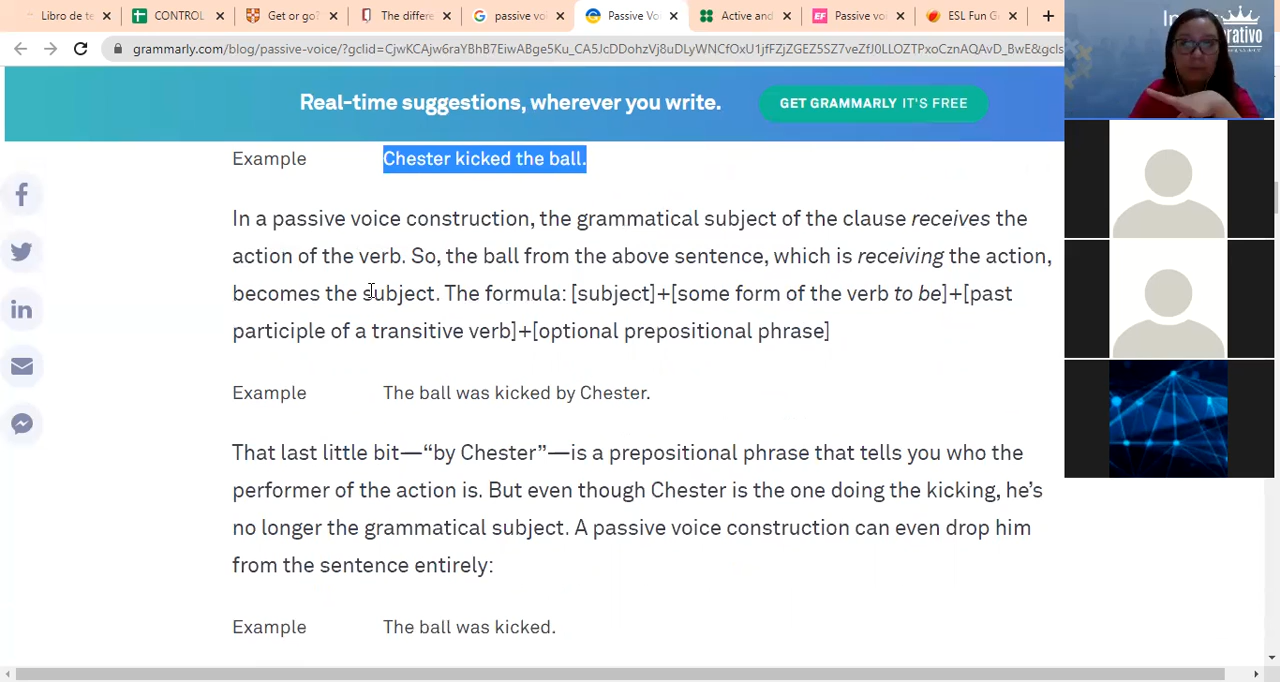 Libro de te
CONTROL
Get or go?
The differe
passive voi
Passive Vo
Active and
Passive vo
ESL Fun G
grammarly.com/blog/passive-voice/?gclid=CjwKCAjw6raYBhB7EiwABge5Ku_CA5JcDDohzVj8uDLyWNCfOxU1jfFZjZGEZ5SZ7veZfJ0LLOZTPxoCznAQAvD_BwE&gcls
Real-time suggestions, wherever you write.
GET GRAMMARLY IT'S FREE
Example Chester kicked the ball.
In a passive voice construction, the grammatical subject of the clause receives the
action of the verb. So, the ball from the above sentence, which is receiving the action,
becomes the subject. The formula: [subject]+[some form of the verb to be]+[past
participle of a transitive verb]+[optional prepositional phrase]
Example The ball was kicked by Chester.
That last little bit—“by Chester”—is a prepositional phrase that tells you who the
performer of the action is. But even though Chester is the one doing the kicking, he’s
no longer the grammatical subject. A passive voice construction can even drop him
from the sentence entirely:
Example The ball was kicked.